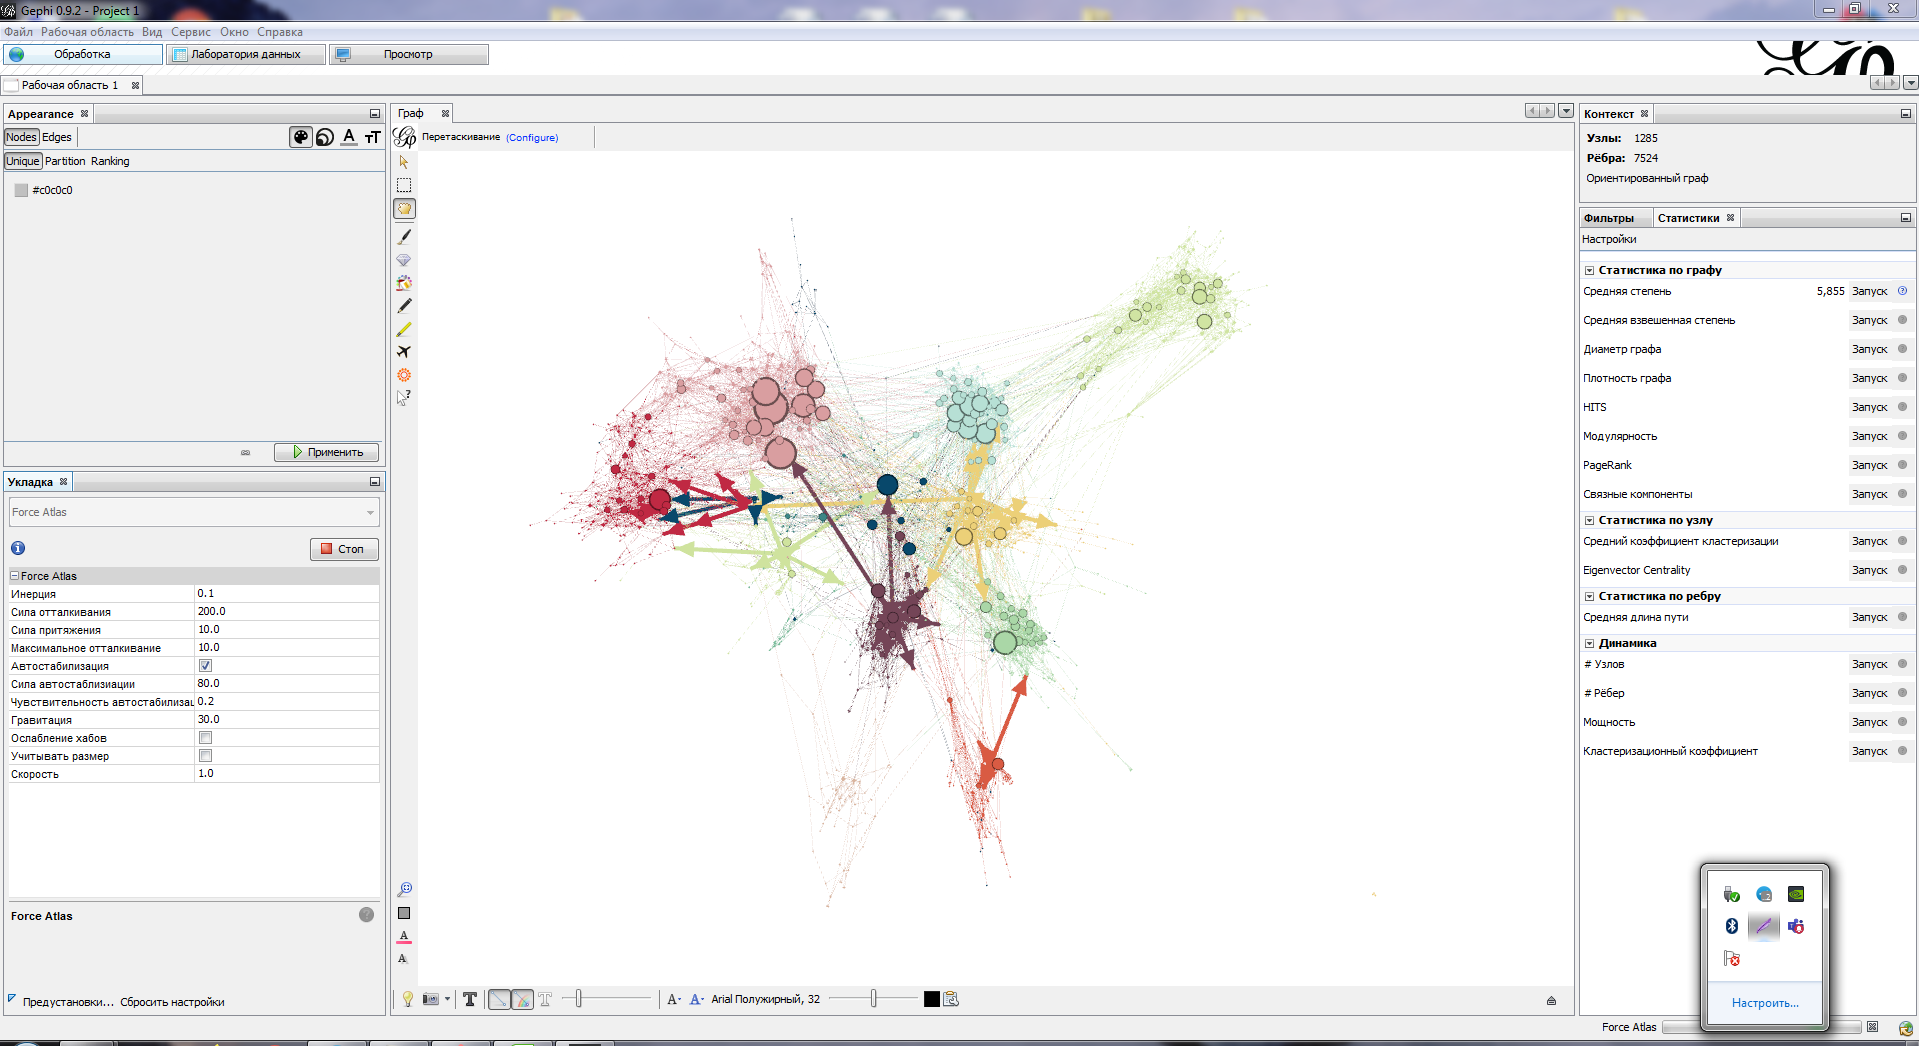 Gephi 0.9.2 - Project 1
Файл Рабочая область Вид Сервис Окно Справка
Обработка Лаборатория данных Просмотр
Рабочая область 1
Appearance
Nodes Edges
Unique Partition Ranking
#c0c0c0
Применить
Укладка
Force Atlas
Стоп
Force Atlas
Инерция 0.1
Сила отталкивания 200.0
Сила притяжения 10.0
Максимальное отталкивание 10.0
Автостабилизация
Сила автостаблизиации 80.0
Чувствительность автостабилизац 0.2
Гравитация 30.0
Ослабление хабов
Учитывать размер
Скорость 1.0
Force Atlas
Предустановки... Сбросить настройки
Граф
Перетаскивание (Configure)
Arial Полужирный, 32
Контекст
Узлы: 1285
Рёбра: 7524
Ориентированный граф
Фильтры Статистики
Настройки
Статистика по графу
Средняя степень 5,855 Запуск
Средняя взвешенная степень Запуск
Диаметр графа Запуск
Плотность графа Запуск
HITS Запуск
Модулярность Запуск
PageRank Запуск
Связные компоненты Запуск
Статистика по узлу
Средний коэффициент кластеризации Запуск
Eigenvector Centrality Запуск
Статистика по ребру
Средняя длина пути Запуск
Динамика
# Узлов Запуск
# Рёбер Запуск
Мощность Запуск
Кластеризационный коэффициент Запуск
Настроить...
Force Atlas